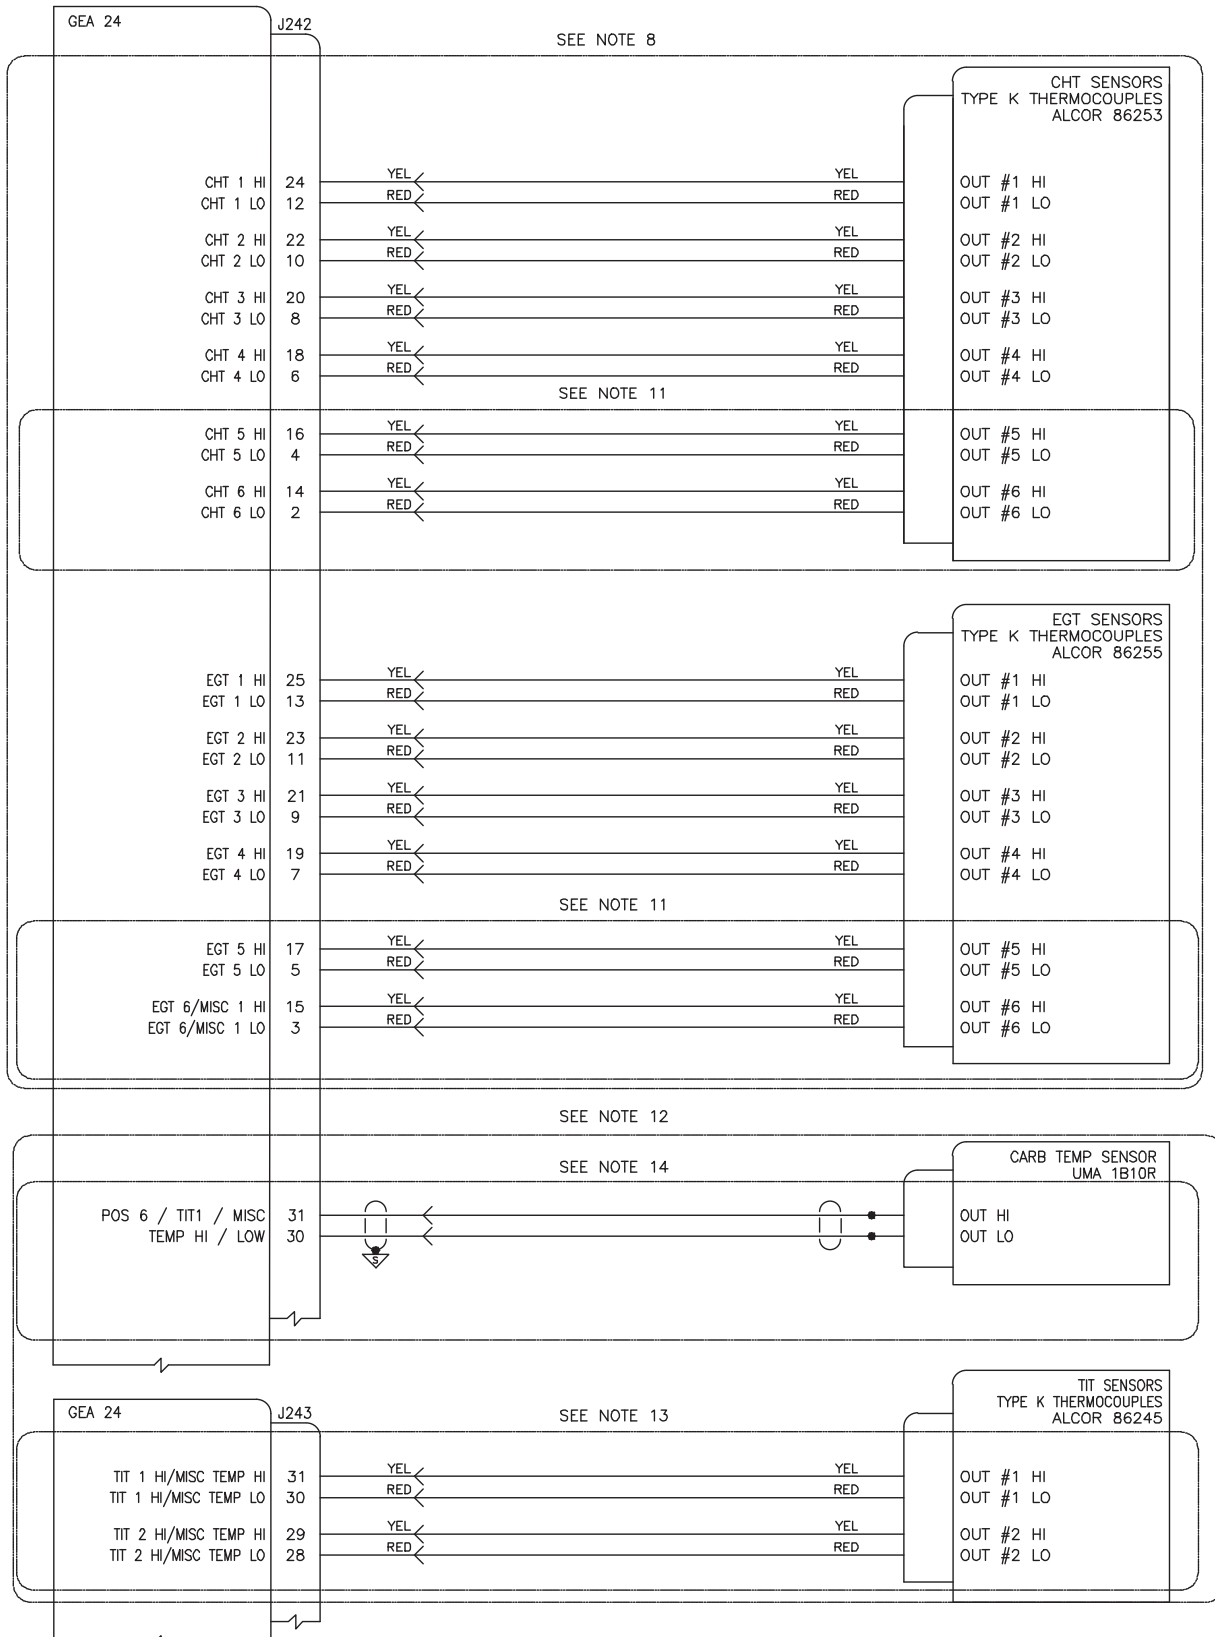 GEA 24
J242
SEE NOTE 8
CHT SENSORS
TYPE K THERMOCOUPLES
ALCOR 86253
CHT 1 HI 24 YEL YEL OUT #1 HI
CHT 1 LO 12 RED RED OUT #1 LO
CHT 2 HI 22 YEL YEL OUT #2 HI
CHT 2 LO 10 RED RED OUT #2 LO
CHT 3 HI 20 YEL YEL OUT #3 HI
CHT 3 LO 8 RED RED OUT #3 LO
CHT 4 HI 18 YEL YEL OUT #4 HI
CHT 4 LO 6 RED RED OUT #4 LO
SEE NOTE 11
CHT 5 HI 16 YEL YEL OUT #5 HI
CHT 5 LO 4 RED RED OUT #5 LO
CHT 6 HI 14 YEL YEL OUT #6 HI
CHT 6 LO 2 RED RED OUT #6 LO
EGT SENSORS
TYPE K THERMOCOUPLES
ALCOR 86255
EGT 1 HI 25 YEL YEL OUT #1 HI
EGT 1 LO 13 RED RED OUT #1 LO
EGT 2 HI 23 YEL YEL OUT #2 HI
EGT 2 LO 11 RED RED OUT #2 LO
EGT 3 HI 21 YEL YEL OUT #3 HI
EGT 3 LO 9 RED RED OUT #3 LO
EGT 4 HI 19 YEL YEL OUT #4 HI
EGT 4 LO 7 RED RED OUT #4 LO
SEE NOTE 11
EGT 5 HI 17 YEL YEL OUT #5 HI
EGT 5 LO 5 RED RED OUT #5 LO
EGT 6/MISC 1 HI 15 YEL YEL OUT #6 HI
EGT 6/MISC 1 LO 3 RED RED OUT #6 LO
SEE NOTE 12
SEE NOTE 14
CARB TEMP SENSOR
UMA 1B10R
POS 6 / TIT1 / MISC 31 OUT HI
TEMP HI / LOW 30 OUT LO
S
GEA 24
J243
SEE NOTE 13
TIT SENSORS
TYPE K THERMOCOUPLES
ALCOR 86245
TIT 1 HI/MISC TEMP HI 31 YEL YEL OUT #1 HI
TIT 1 HI/MISC TEMP LO 30 RED RED OUT #1 LO
TIT 2 HI/MISC TEMP HI 29 YEL YEL OUT #2 HI
TIT 2 HI/MISC TEMP LO 28 RED RED OUT #2 LO